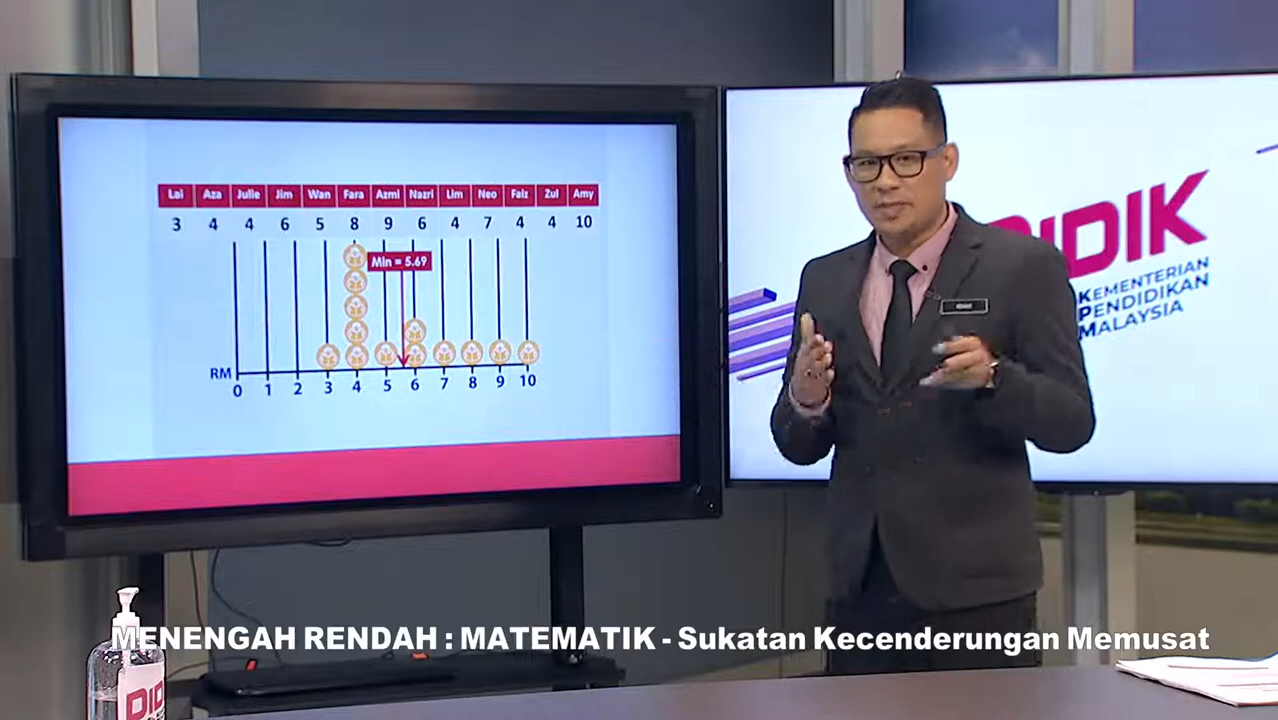 Lai Aza Julie Jim Wan Fara Azmi Nazri Lim Neo Faiz Zul Amy
3 4 4 6 5 8 9 6 4 7 4 4 10
Min = 5.69
RM
0 1 2 3 4 5 6 7 8 9 10
DIDIK
KEMENTERIAN
PENDIDIKAN
MALAYSIA
MENENGAH RENDAH : MATEMATIK - Sukatan Kecenderungan Memusat